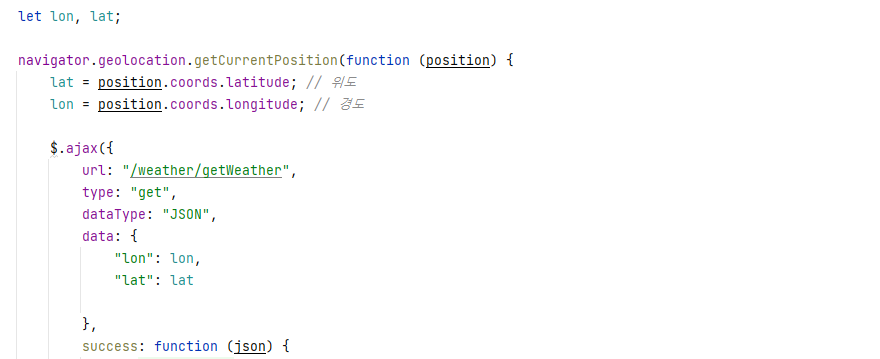 let lon, lat;
navigator.geolocation.getCurrentPosition(function (position) {
lat = position.coords.latitude; // 위도
lon = position.coords.longitude; // 경도
$.ajax({
url: "/weather/getWeather",
type: "get",
dataType: "JSON",
data: {
"lon": lon,
"lat": lat
},
success: function (json) {